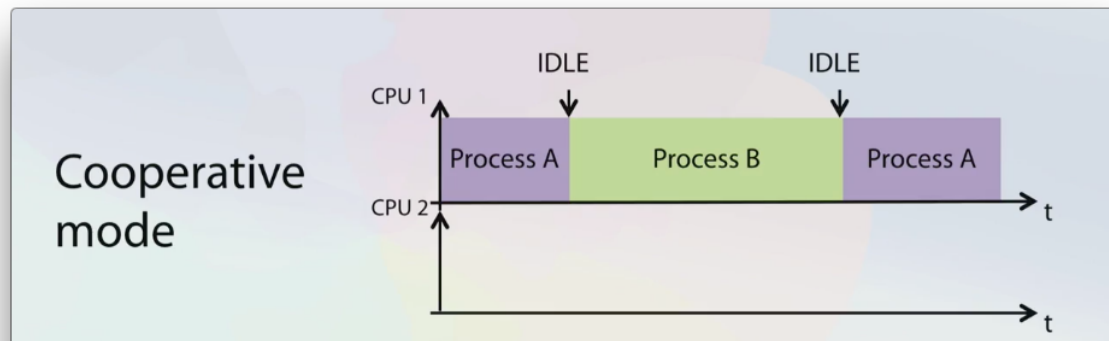 Cooperative
mode
IDLE
IDLE
CPU 1
Process A
Process B
Process A
CPU 2
t
t